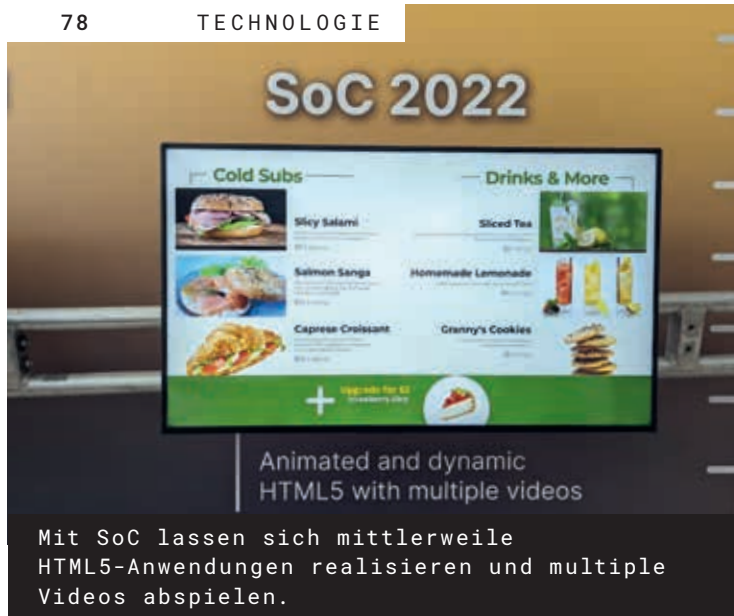 78 TECHNOLOGIE
SoC 2022
Cold Subs
Drinks & More
Slicy Salami
Sliced Tea
Salmon Sanga
Homemade Lemonade
Caprese Croissant
Granny's Cookies
Upgrade for
Animated and dynamic
HTML5 with multiple videos
Mit SoC lassen sich mittlerweile
HTML5-Anwendungen realisieren und multiple
Videos abspielen.